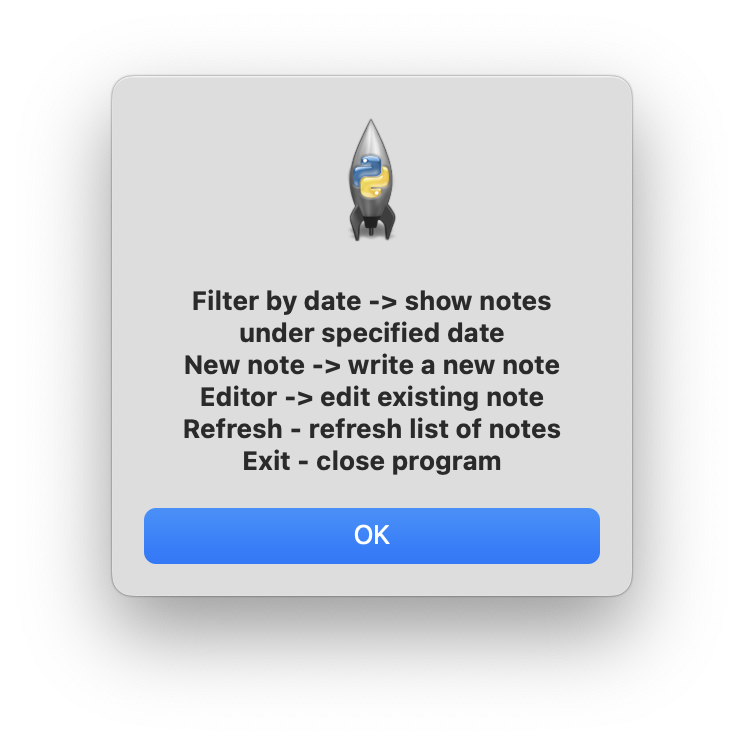 Filter by date -> show notes
under specified date
New note -> write a new note
Editor -> edit existing note
Refresh - refresh list of notes
Exit - close program
OK